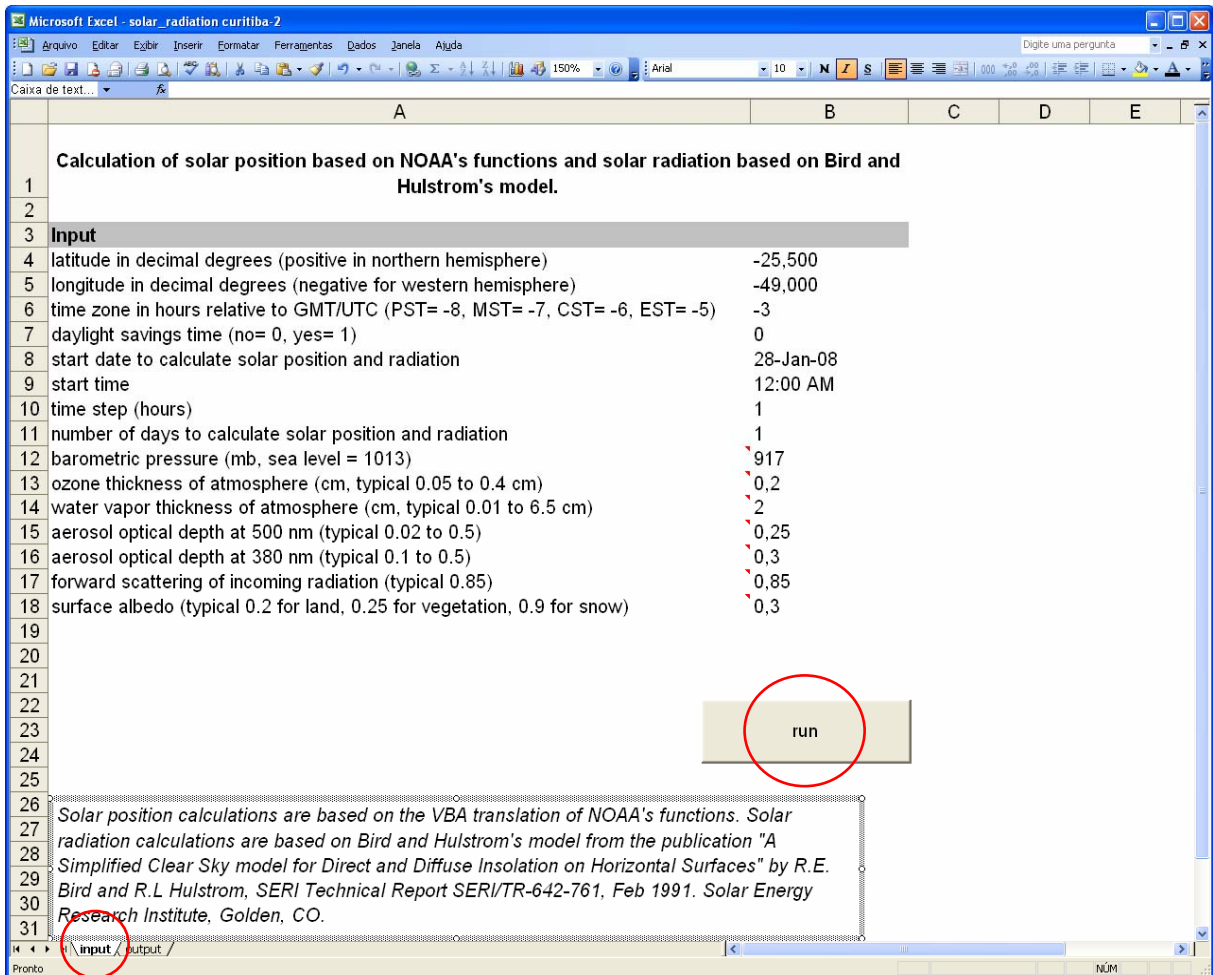 Microsoft Excel - solar_radiation curitiba-2
Arquivo Editar Exibir Inserir Formatar Ferramentas Dados Janela Ajuda Digite uma pergunta
150% Arial 10 N I S 000
Caixa de text... fx
A B C D E
1 Calculation of solar position based on NOAA's functions and solar radiation based on Bird and
Hulstrom's model.
2
3 Input
4 latitude in decimal degrees (positive in northern hemisphere) -25,500
5 longitude in decimal degrees (negative for western hemisphere) -49,000
6 time zone in hours relative to GMT/UTC (PST= -8, MST= -7, CST= -6, EST= -5) -3
7 daylight savings time (no= 0, yes= 1) 0
8 start date to calculate solar position and radiation 28-Jan-08
9 start time 12:00 AM
10 time step (hours) 1
11 number of days to calculate solar position and radiation 1
12 barometric pressure (mb, sea level = 1013) 917
13 ozone thickness of atmosphere (cm, typical 0.05 to 0.4 cm) 0,2
14 water vapor thickness of atmosphere (cm, typical 0.01 to 6.5 cm) 2
15 aerosol optical depth at 500 nm (typical 0.02 to 0.5) 0,25
16 aerosol optical depth at 380 nm (typical 0.1 to 0.5) 0,3
17 forward scattering of incoming radiation (typical 0.85) 0,85
18 surface albedo (typical 0.2 for land, 0.25 for vegetation, 0.9 for snow) 0,3
19
20
21
22
23 run
24
25
26 Solar position calculations are based on the VBA translation of NOAA's functions. Solar
27 radiation calculations are based on Bird and Hulstrom's model from the publication "A
28 Simplified Clear Sky model for Direct and Diffuse Insolation on Horizontal Surfaces" by R.E.
29 Bird and R.L Hulstrom, SERI Technical Report SERI/TR-642-761, Feb 1991. Solar Energy
30 Research Institute, Golden, CO.
31
input output
Pronto NÚM